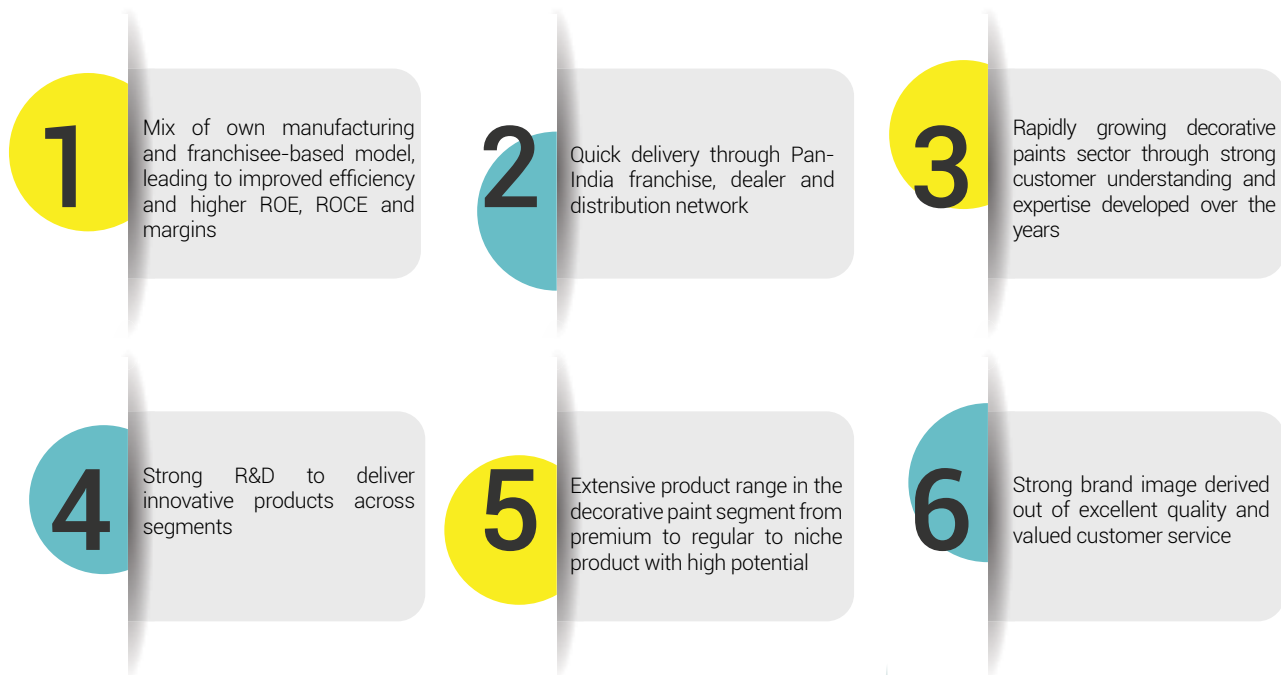 1
Mix of own manufacturing
and franchisee-based model,
leading to improved efficiency
and higher ROE, ROCE and
margins
2
Quick delivery through Pan-
India franchise, dealer and
distribution network
3
Rapidly growing decorative
paints sector through strong
customer understanding and
expertise developed over the
years
4
Strong R&D to deliver
innovative products across
segments
5
Extensive product range in the
decorative paint segment from
premium to regular to niche
product with high potential
6
Strong brand image derived
out of excellent quality and
valued customer service